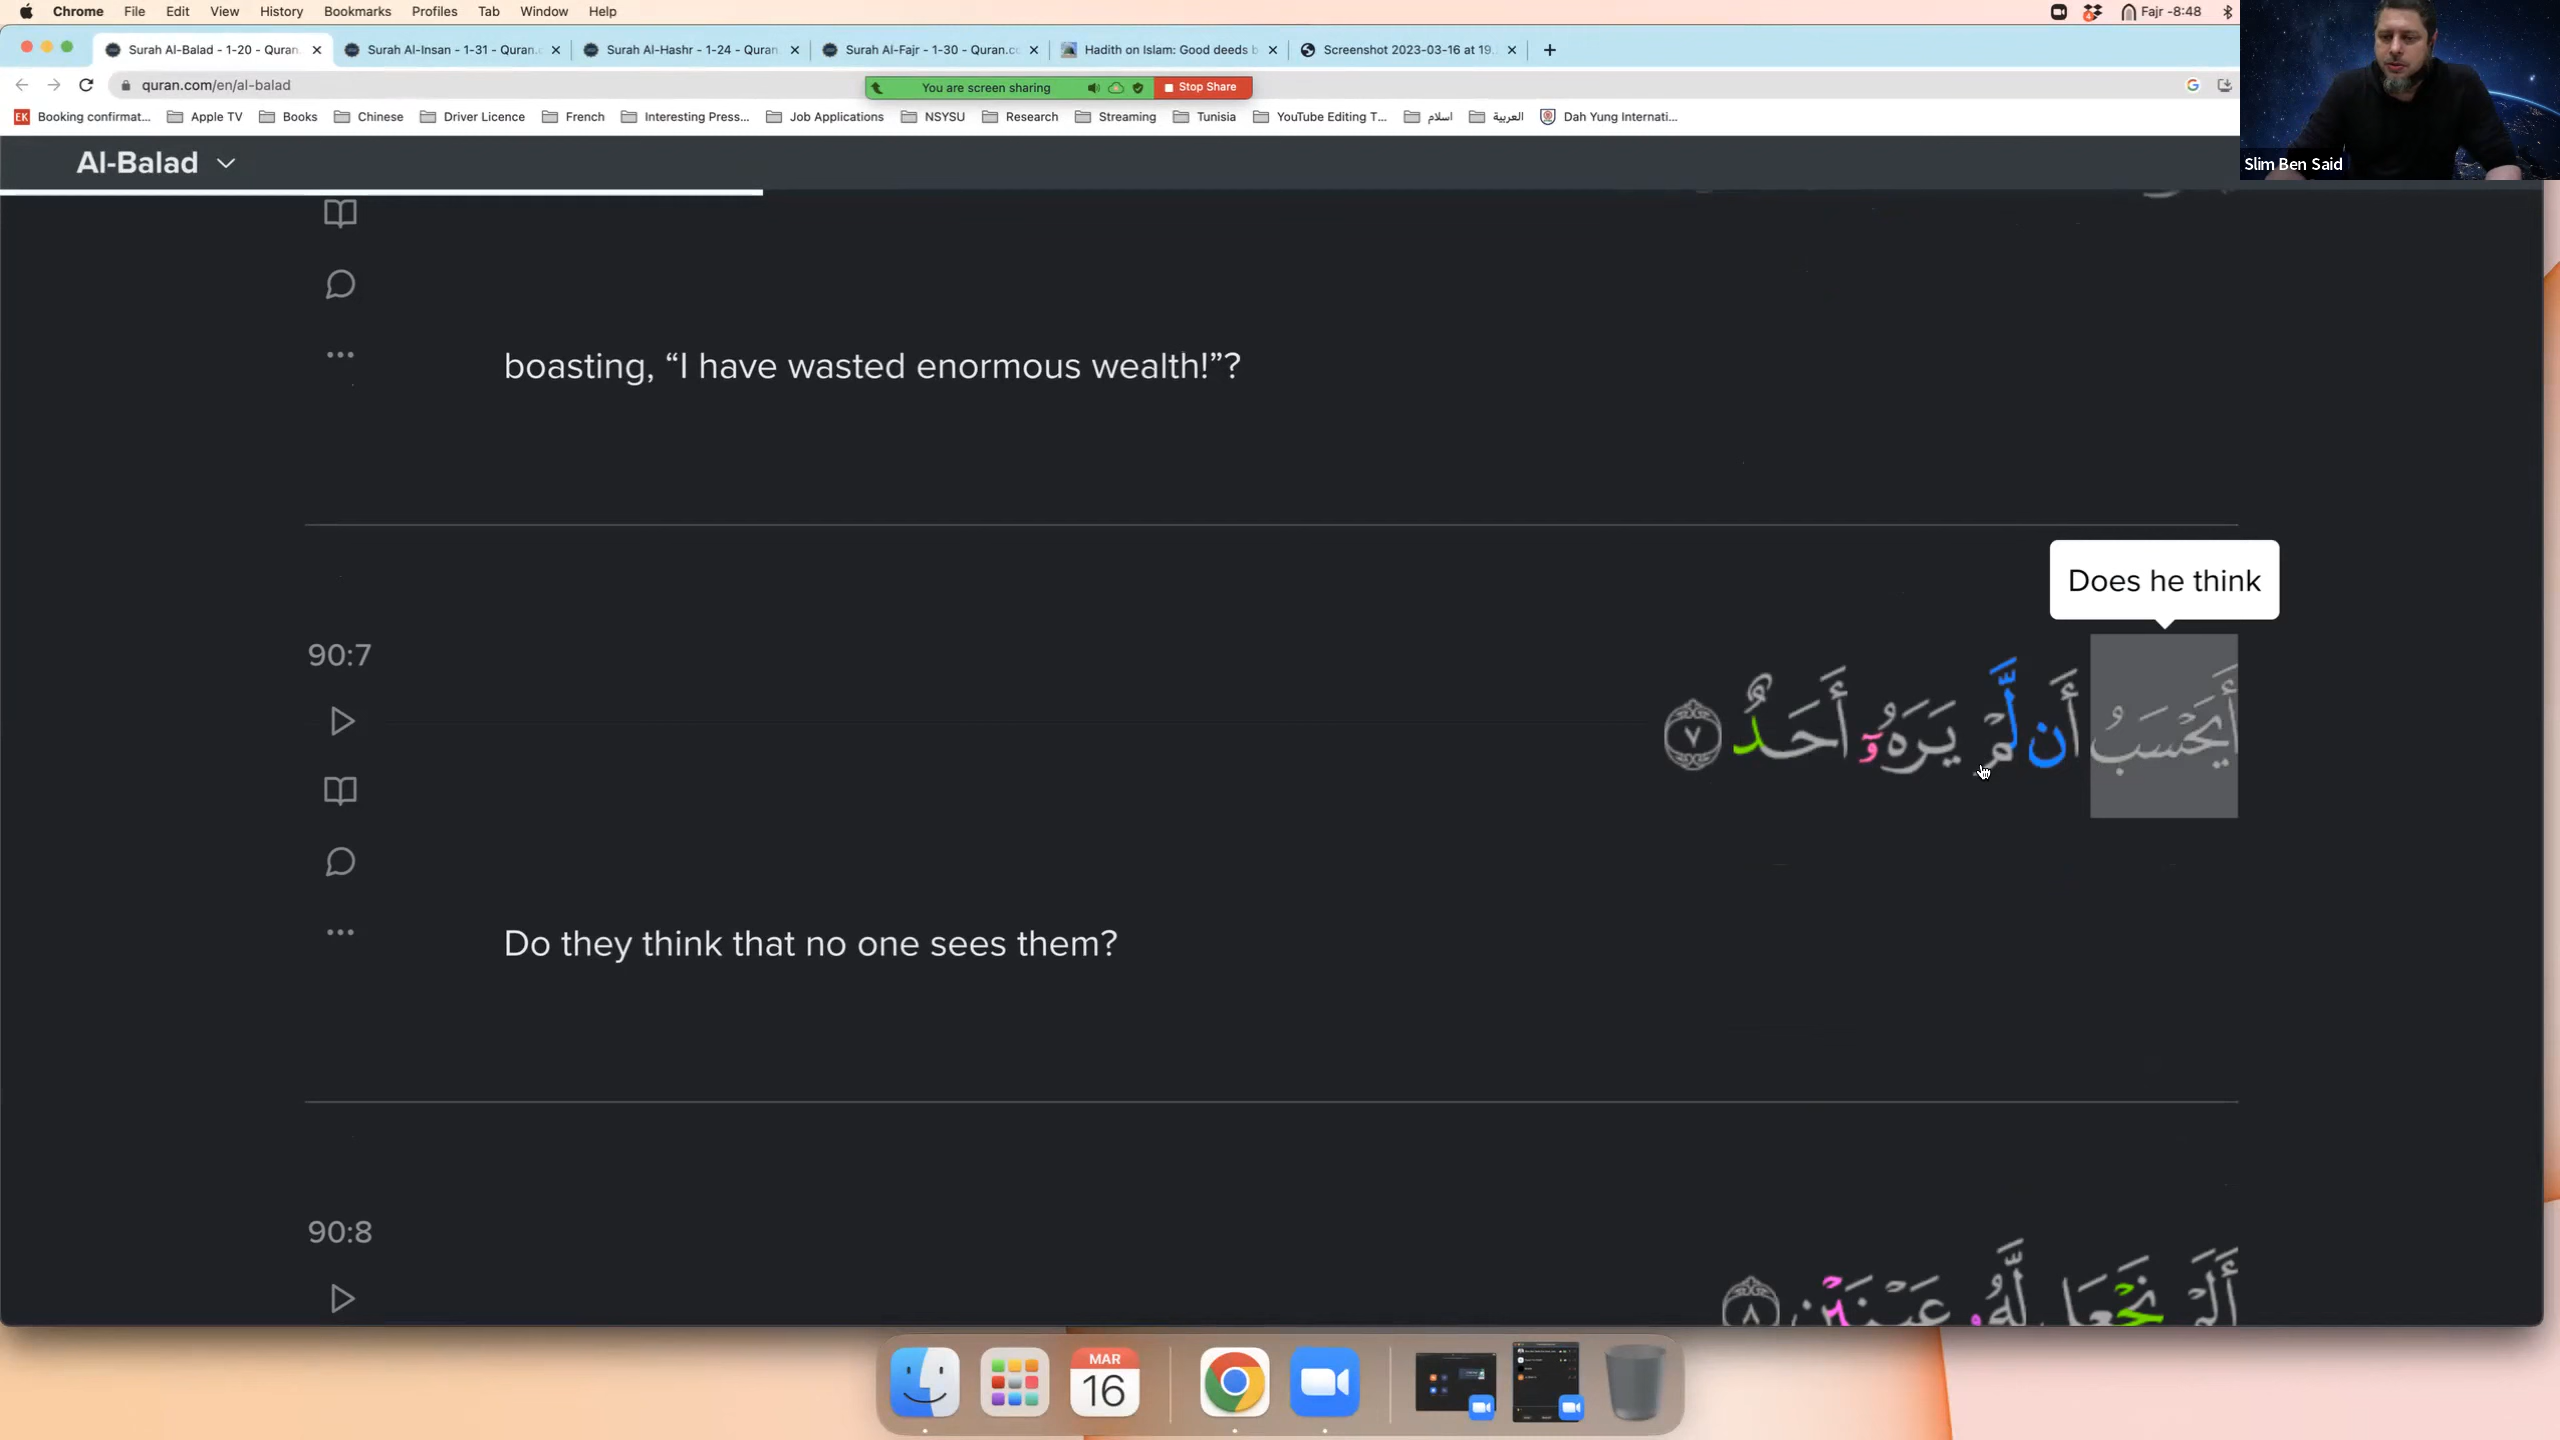 Chrome File Edit View History Bookmarks Profiles Tab Window Help
Fajr -8:48
Surah Al-Balad - 1-20 - Quran.
Surah Al-Insan - 1-31 - Quran.c
Surah Al-Hashr - 1-24 - Quran.
Surah Al-Fajr - 1-30 - Quran.co
Hadith on Islam: Good deeds b
Screenshot 2023-03-16 at 19.
quran.com/en/al-balad
You are screen sharing
Stop Share
EK Booking confirmat... Apple TV Books Chinese Driver Licence French Interesting Press... Job Applications NSYSU Research Streaming Tunisia YouTube Editing T... اسلام العربية Dah Yung Internati...
Slim Ben Said
Al-Balad
boasting, “I have wasted enormous wealth!”?
Does he think
90:7
أَيَحْسَبُ أَن لَّمْ يَرَهُۥٓ أَحَدٌ ٧
Do they think that no one sees them?
90:8
أَلَمْ نَجْعَل لَّهُۥ عَيْنَيْنِ ٨
MAR
16